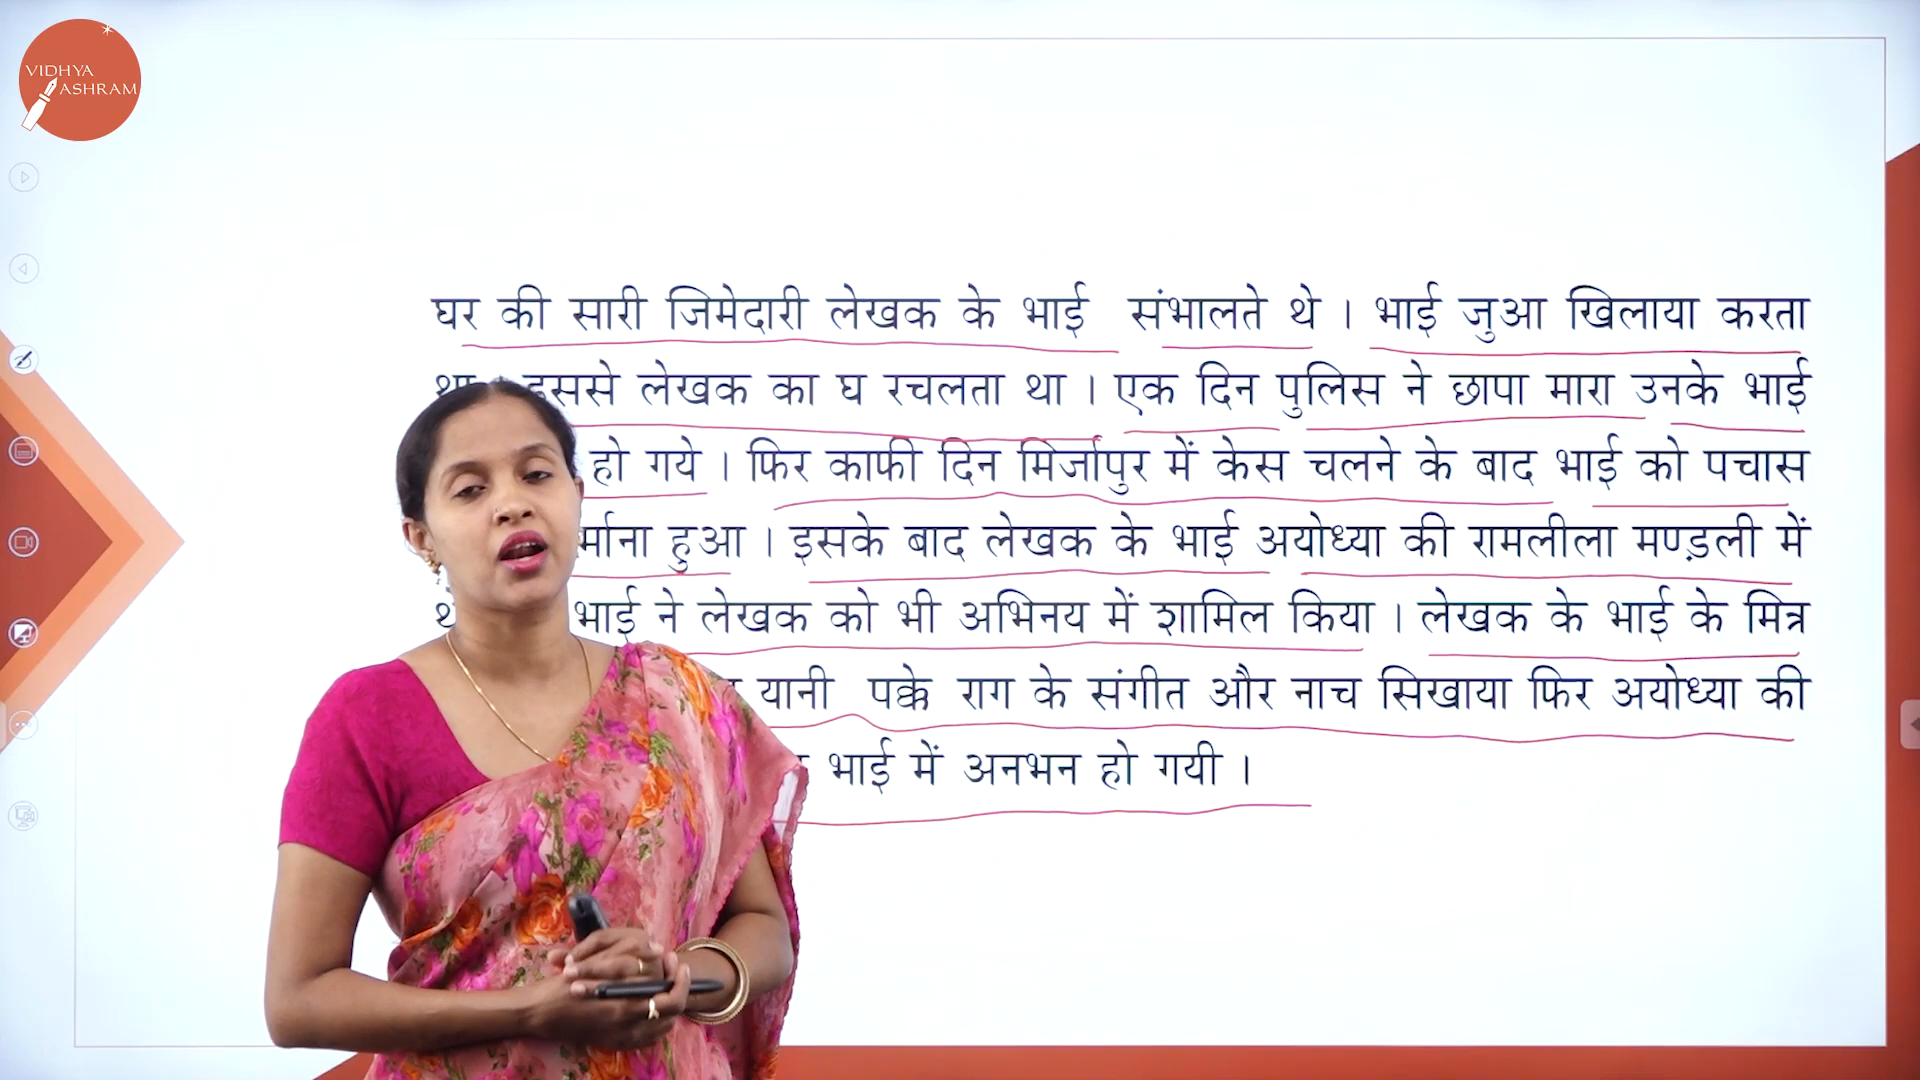 VIDHYA
ASHRAM
घर की सारी जिमेदारी लेखक के भाई संभालते थे । भाई जुआ खिलाया करता
था । इससे लेखक का घ रचलता था । एक दिन पुलिस ने छापा मारा उनके भाई
हो गये । फिर काफी दिन मिर्जापुर में केस चलने के बाद भाई को पचास
हुआ । इसके बाद लेखक के भाई अयोध्या की रामलीला मण्ड़ली में
भाई ने लेखक को भी अभिनय में शामिल किया । लेखक के भाई के मित्र
यानी पक्के राग के संगीत और नाच सिखाया फिर अयोध्या की
भाई में अनभन हो गयी ।